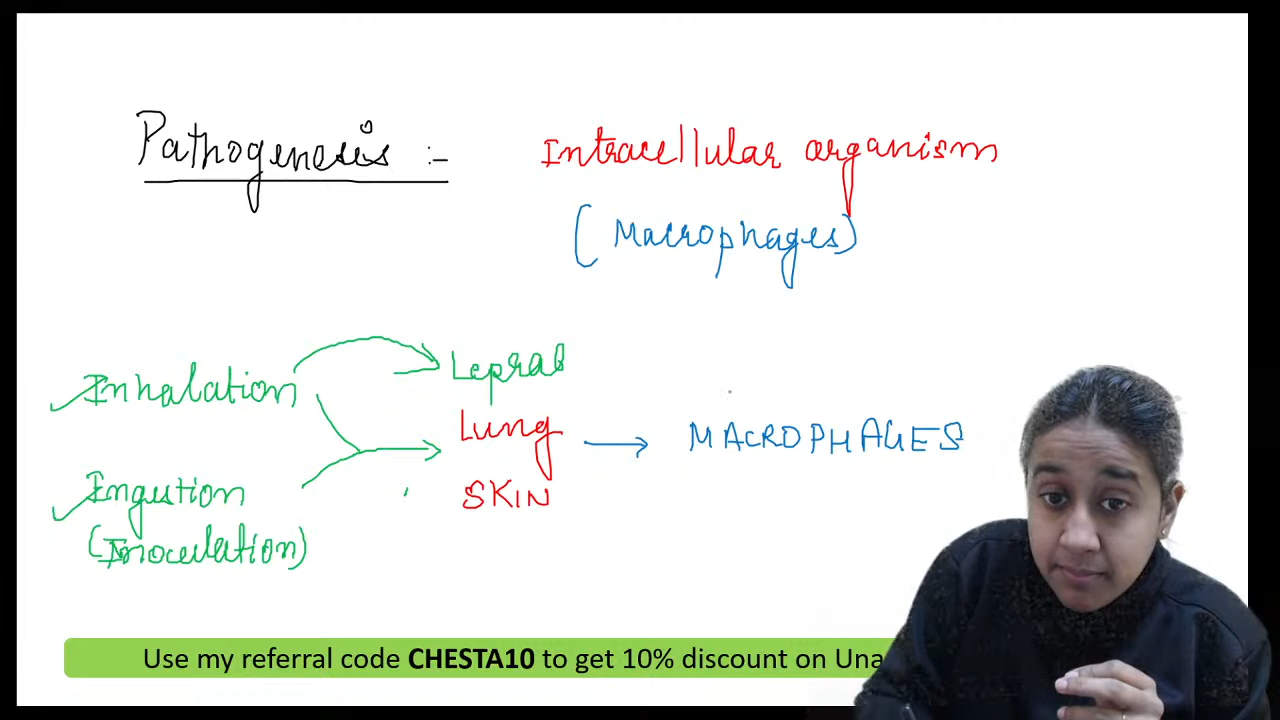 Pathogenesis :-
Intracellular organism
(Macrophages)
Inhalation
Lepra
Lung
MACROPHAGES
Ingestion
SKIN
(Inoculation)
Use my referral code CHESTA10 to get 10% discount on Una